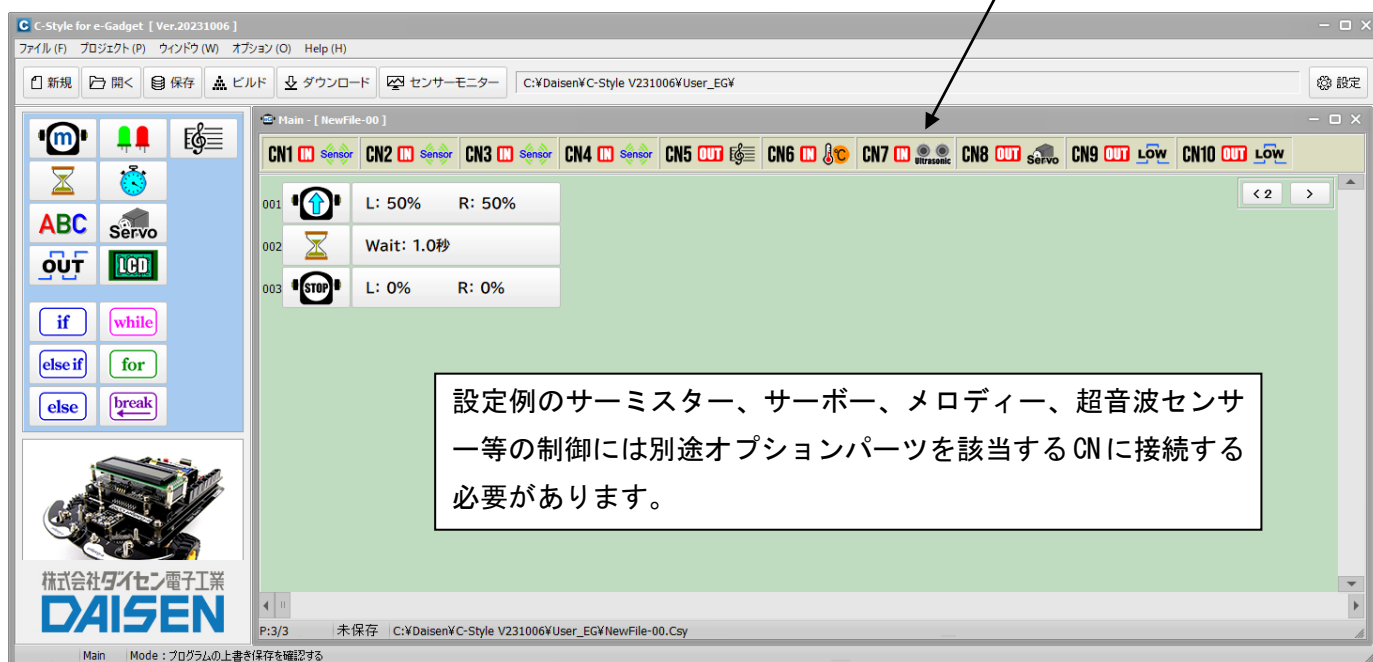 C-Style for e-Gadget [ Ver.20231006 ]
ファイル (F) プロジェクト (P) ウィンドウ (W) オプション (O) Help (H)
新規 開く 保存 ビルド ダウンロード センサーモニター C:¥Daisen¥C-Style V231006¥User_EG¥ 設定
Main - [ NewFile-00 ]
CN1 IN Sensor CN2 IN Sensor CN3 IN Sensor CN4 IN Sensor CN5 OUT CN6 IN °C CN7 IN Ultrasonic CN8 OUT Servo CN9 OUT LOW CN10 OUT LOW
m
ABC Servo
OUT LCD
if while
else if for
else break
001 L: 50% R: 50%
002 Wait: 1.0秒
003 STOP L: 0% R: 0%
< 2 >
設定例のサーミスター、サーボー、メロディー、超音波センサ
ー等の制御には別途オプションパーツを該当するCNに接続する
必要があります。
株式会社ダイセン電子工業
DAISEN
P:3/3 未保存 C:¥Daisen¥C-Style V231006¥User_EG¥NewFile-00.Csy
Main Mode : プログラムの上書き保存を確認する